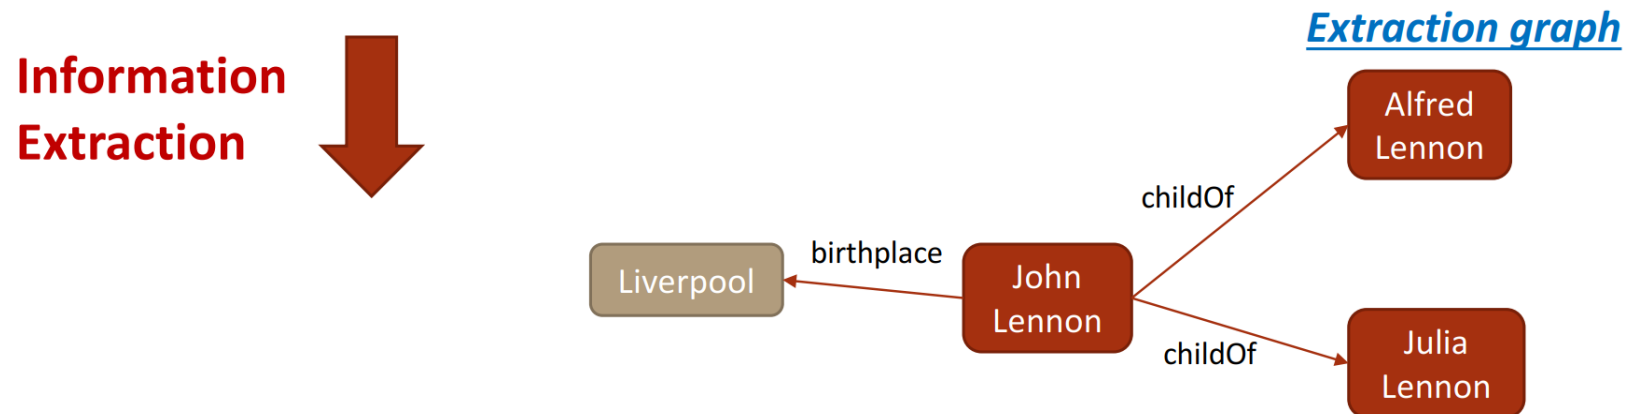 Extraction graph
Information
Extraction
Alfred
Lennon
childOf
birthplace
Liverpool
John
Lennon
childOf
Julia
Lennon